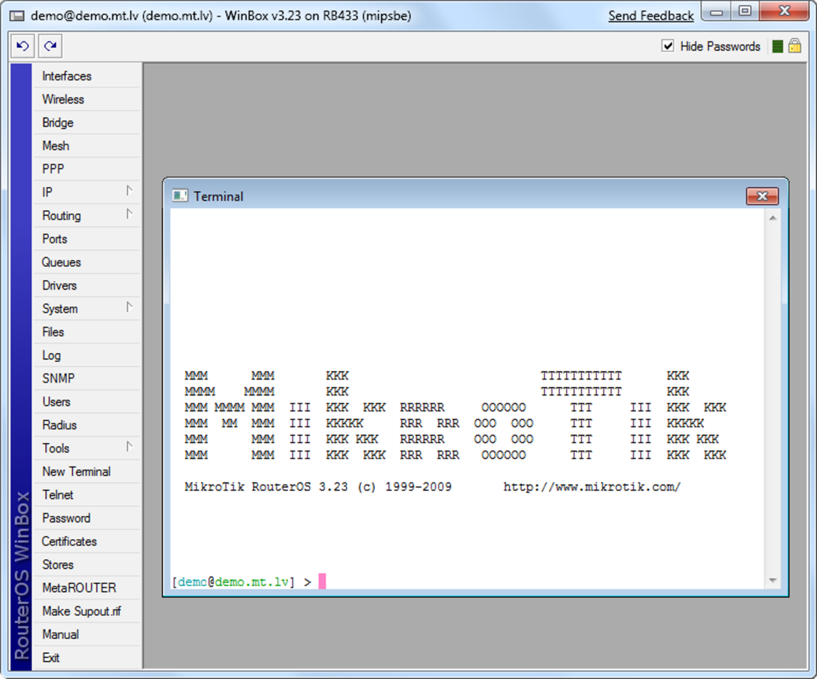 demo@demo.mt.lv (demo.mt.lv) - WinBox v3.23 on RB433 (mipsbe)
Send Feedback
Hide Passwords
Interfaces
Wireless
Bridge
Mesh
PPP
IP
Routing
Ports
Queues
Drivers
System
Files
Log
SNMP
Users
Radius
Tools
New Terminal
Telnet
Password
Certificates
Stores
MetaROUTER
Make Supout.rif
Manual
Exit
RouterOS WinBox
Terminal
MMM      MMM       KKK                          TTTTTTTTTTT      KKK
MMMM    MMMM       KKK                          TTTTTTTTTTT      KKK
MMM MMMM MMM  III  KKK  KKK  RRRRRR     OOOOOO      TTT     III  KKK  KKK
MMM  MM  MMM  III  KKKKK     RRR  RRR  OOO  OOO     TTT     III  KKKKK
MMM      MMM  III  KKK KKK   RRRRRR    OOO  OOO     TTT     III  KKK KKK
MMM      MMM  III  KKK  KKK  RRR  RRR   OOOOOO      TTT     III  KKK  KKK
MikroTik RouterOS 3.23 (c) 1999-2009       http://www.mikrotik.com/
[demo@demo.mt.lv] >